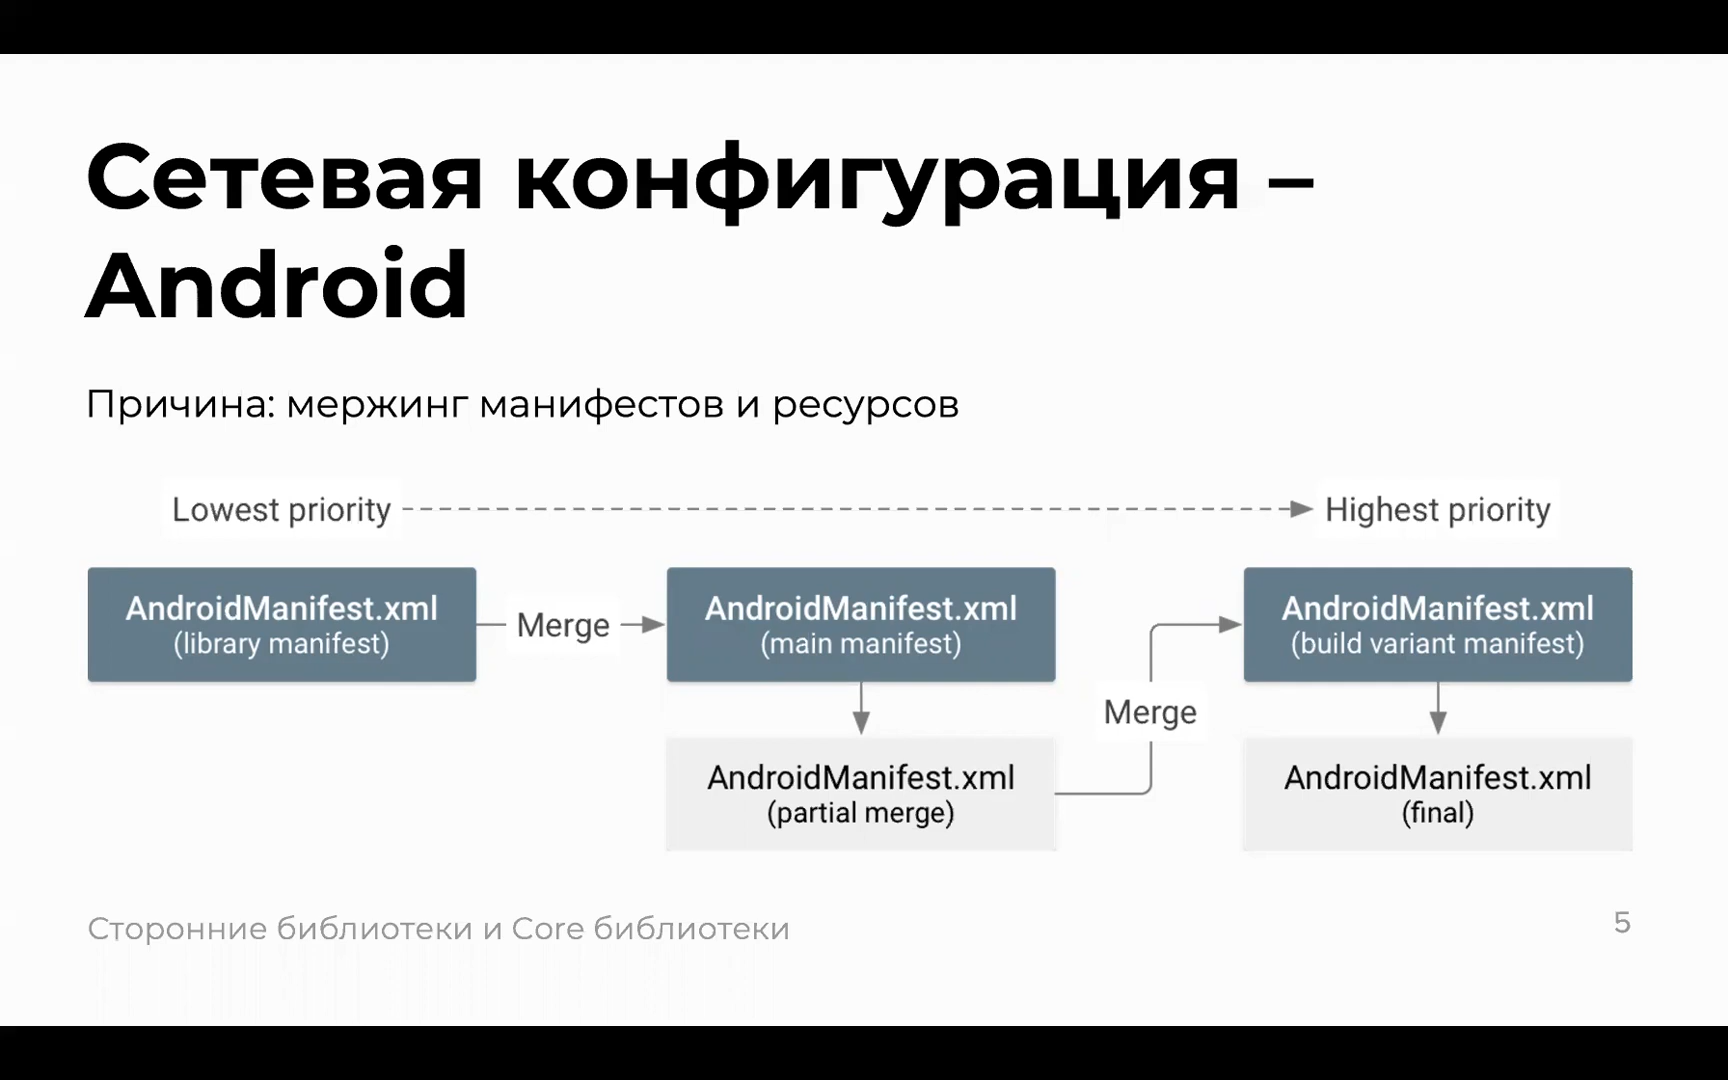 Сетевая конфигурация –
Android
Причина: мержинг манифестов и ресурсов
Lowest priority
Highest priority
AndroidManifest.xml
(library manifest)
Merge
AndroidManifest.xml
(main manifest)
AndroidManifest.xml
(build variant manifest)
Merge
AndroidManifest.xml
(partial merge)
AndroidManifest.xml
(final)
Сторонние библиотеки и Core библиотеки
5